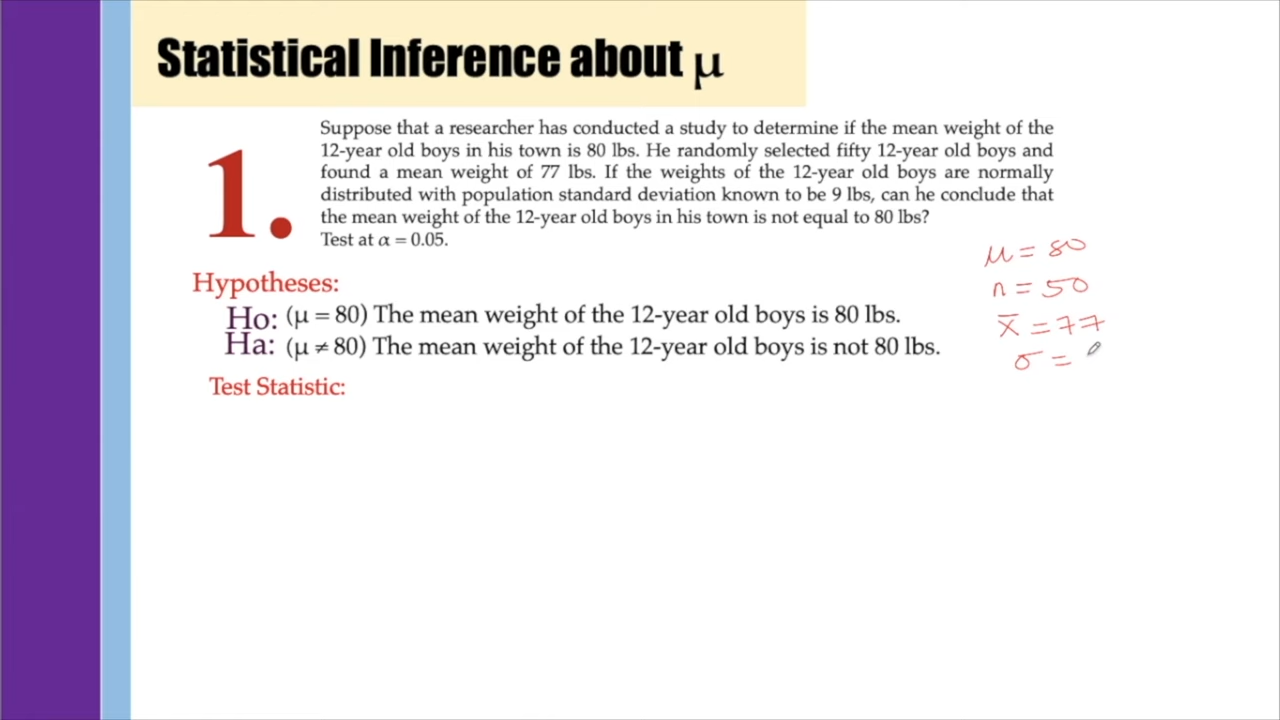 Statistical Inference about μ
1.
Suppose that a researcher has conducted a study to determine if the mean weight of the
12-year old boys in his town is 80 lbs. He randomly selected fifty 12-year old boys and
found a mean weight of 77 lbs. If the weights of the 12-year old boys are normally
distributed with population standard deviation known to be 9 lbs, can he conclude that
the mean weight of the 12-year old boys in his town is not equal to 80 lbs?
Test at α = 0.05.
Hypotheses:
Ho: (μ = 80) The mean weight of the 12-year old boys is 80 lbs.
Ha: (μ ≠ 80) The mean weight of the 12-year old boys is not 80 lbs.
Test Statistic:
μ = 80
n = 50
x̄ = 77
σ =